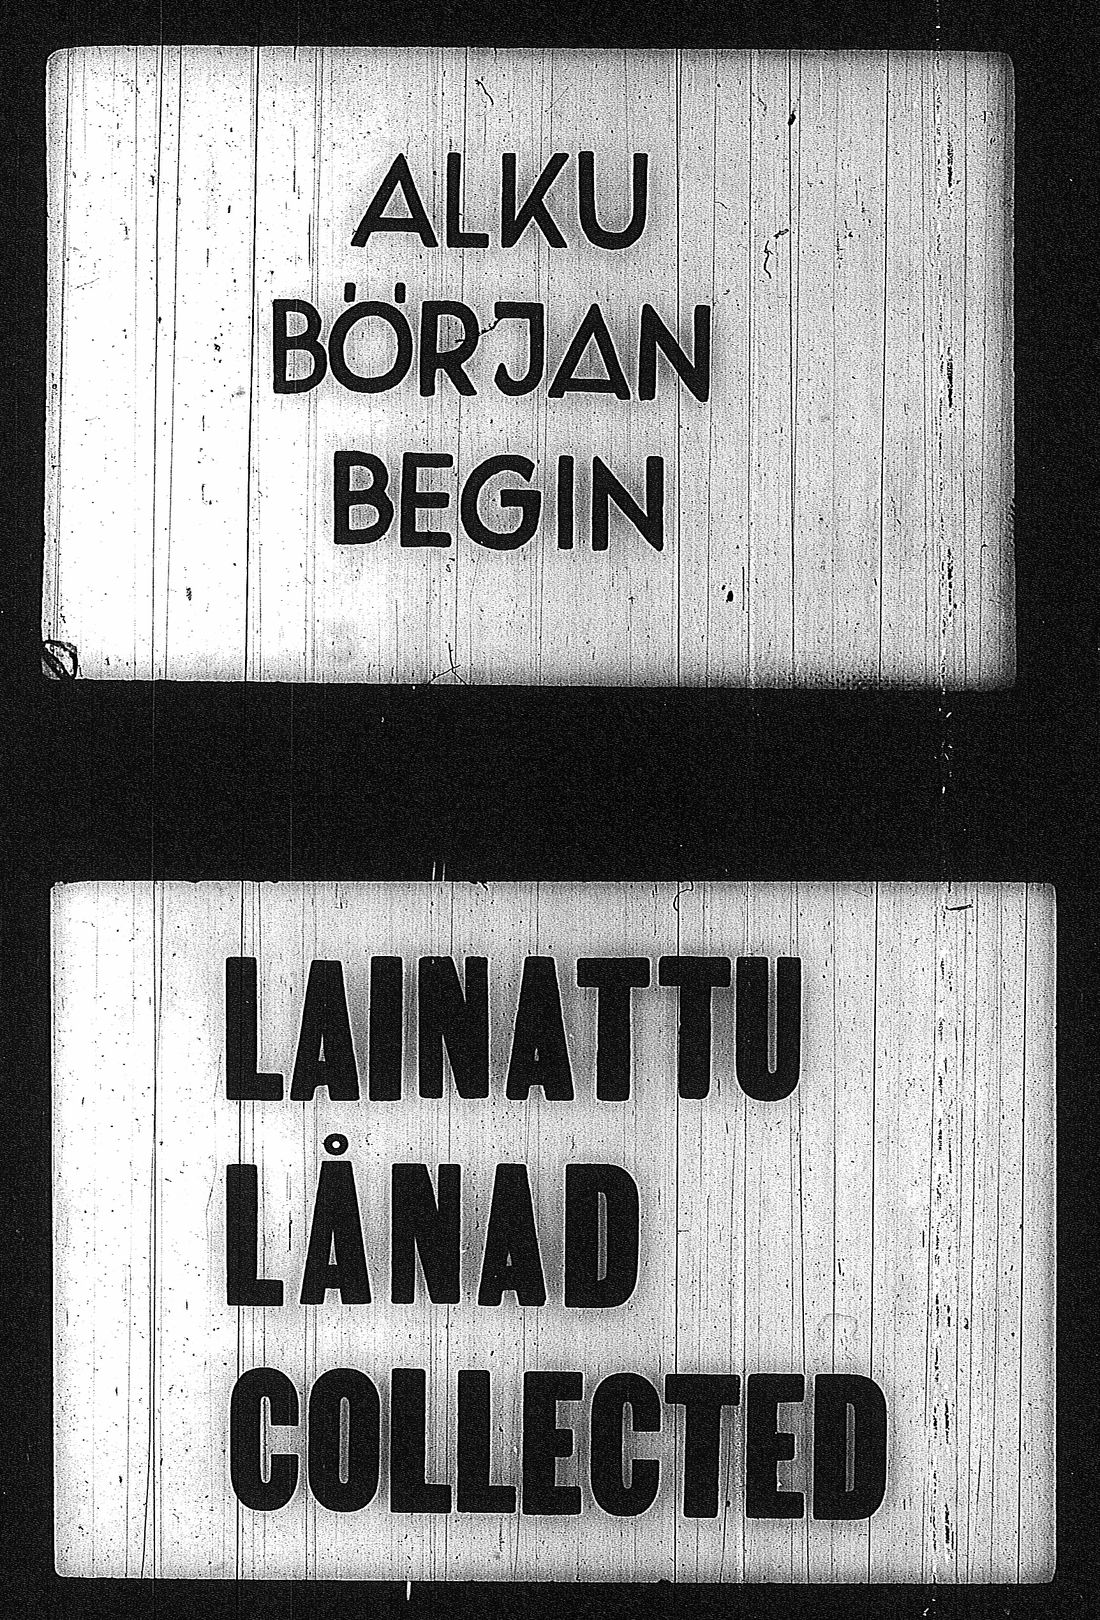 ALKU
BÖRJAN
BEGIN
LAINATTU
LÅNAD
COLLECTED